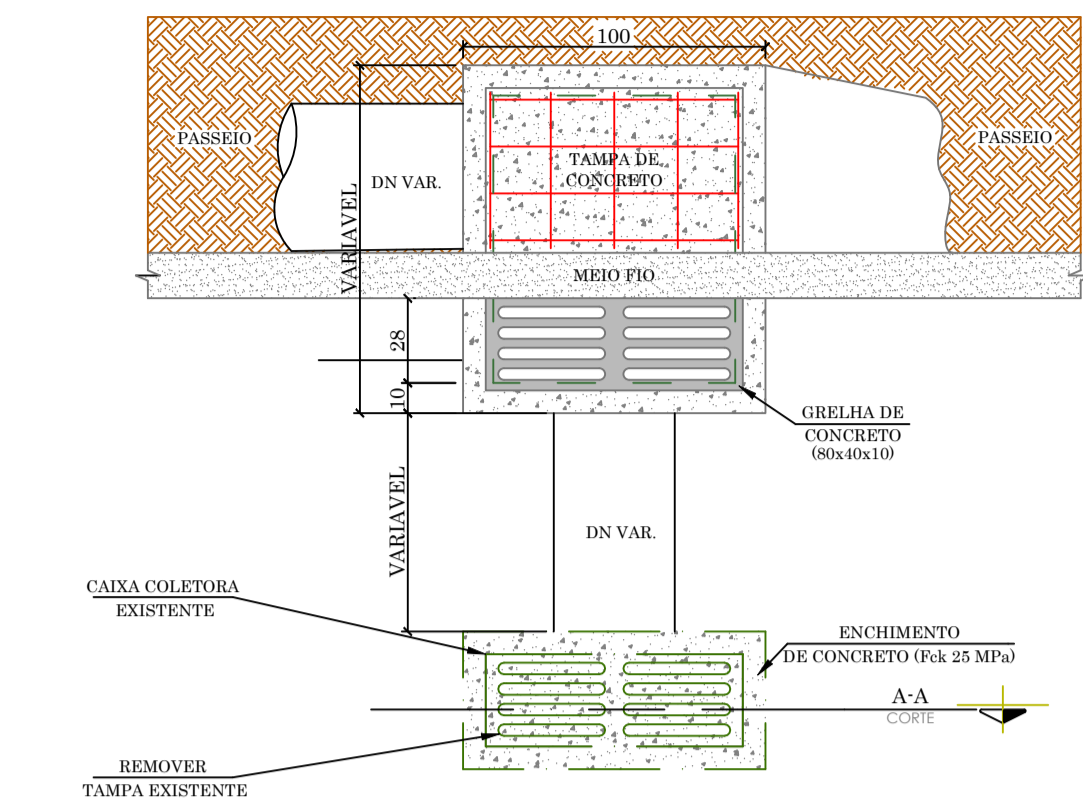 100
PASSEIO
PASSEIO
TAMPA DE
CONCRETO
DN VAR.
VARIAVEL
MEIO FIO
28
10
GRELHA DE
CONCRETO
(80x40x10)
VARIAVEL
DN VAR.
CAIXA COLETORA
EXISTENTE
ENCHIMENTO
DE CONCRETO (Fck 25 MPa)
A-A
CORTE
REMOVER
TAMPA EXISTENTE